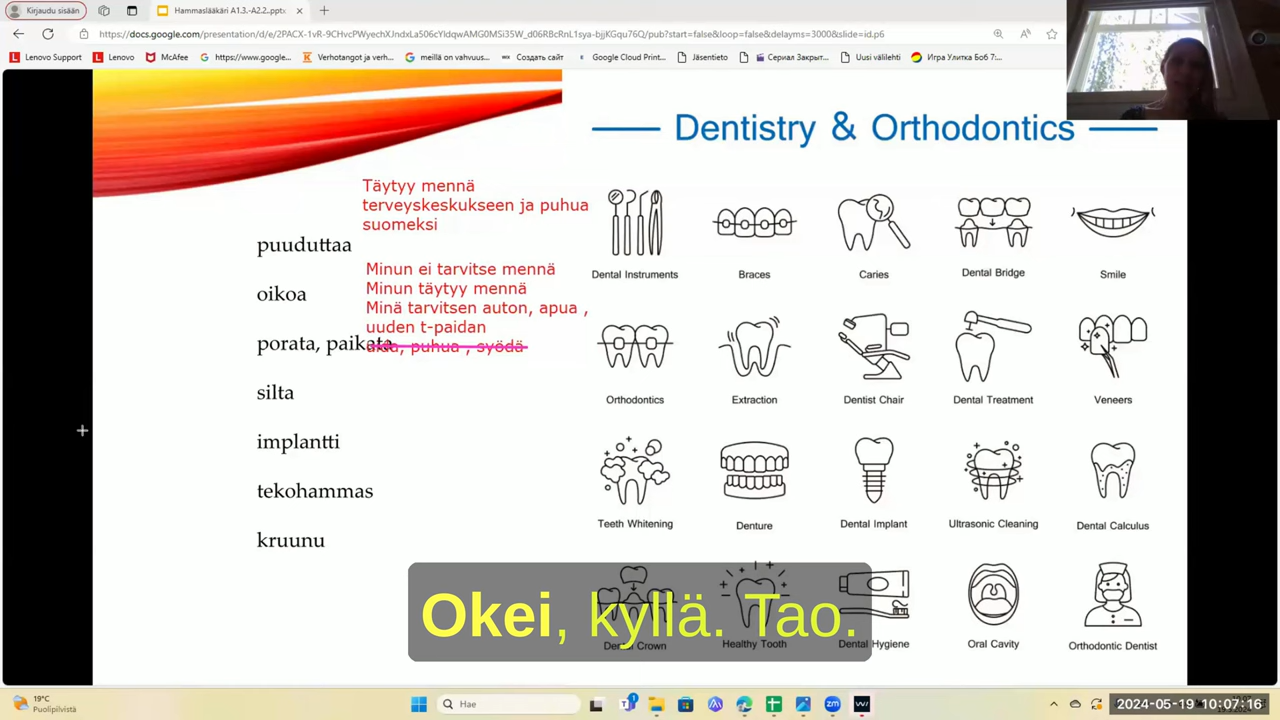 Kirjaudu sisään
Hammaslääkäri A1.3.-A2.2..pptx
https://docs.google.com/presentation/d/e/2PACX-1vR-9CHvcPWyechXJndxLa506cYldqwAMG0MSi35W_d06RBcRnL1sya-bjjKGqu76Q/pub?start=false&loop=false&delayms=3000&slide=id.p6
Lenovo Support
Lenovo
McAfee
https://www.google...
Verhotangot ja verh...
meillä on vahvuus...
Создать сайт
Google Cloud Print...
Jäsentieto
Сериал Закрыт...
Uusi välilehti
Игра Улитка Боб 7:...
Dentistry & Orthodontics
Täytyy mennä
terveyskeskukseen ja puhua
suomeksi
puuduttaa
Minun ei tarvitse mennä
Minun täytyy mennä
oikoa
Minä tarvitsen auton, apua ,
uuden t-paidan
porata, paikata
puhua , syödä
silta
implantti
tekohammas
kruunu
Dental Instruments
Braces
Caries
Dental Bridge
Smile
Orthodontics
Extraction
Dentist Chair
Dental Treatment
Veneers
Teeth Whitening
Denture
Dental Implant
Ultrasonic Cleaning
Dental Calculus
Dental Crown
Healthy Tooth
Dental Hygiene
Oral Cavity
Orthodontic Dentist
Okei, kyllä. Tao.
19°C
Puolipilvistä
Hae
2024-05-19 10:07:16